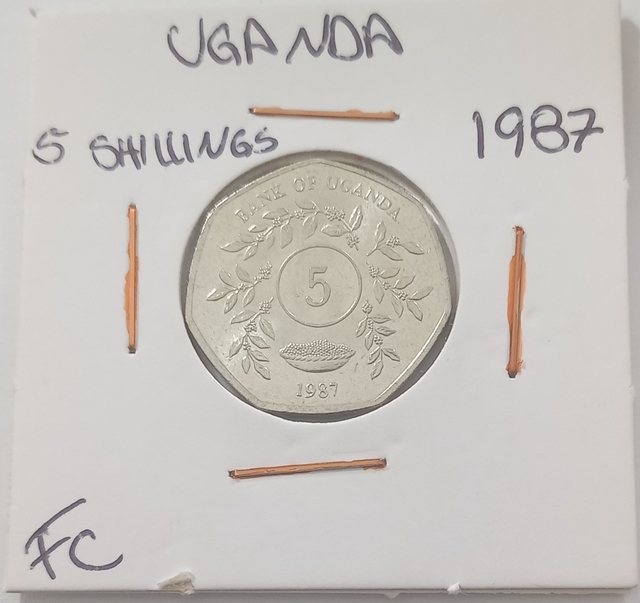 UGANDA
5 SHILLINGS
1987
BANK OF UGANDA
5
1987
FC